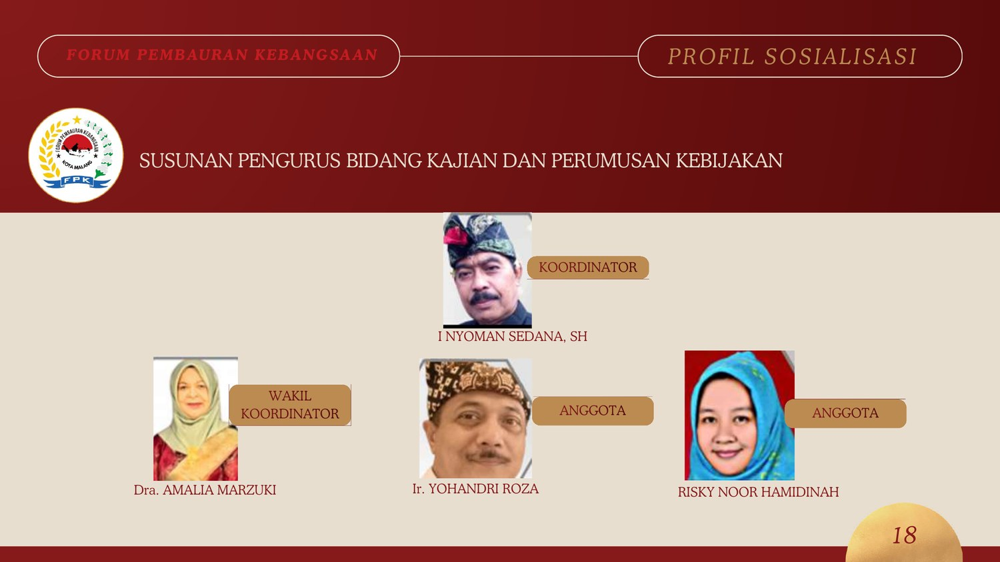 FORUM PEMBAURAN KEBANGSAAN
PROFIL SOSIALISASI
FORUM PEMBAURAN KEBANGSAAN
KOTA MALANG
FPK
SUSUNAN PENGURUS BIDANG KAJIAN DAN PERUMUSAN KEBIJAKAN
KOORDINATOR
I NYOMAN SEDANA, SH
WAKIL
KOORDINATOR
Dra. AMALIA MARZUKI
ANGGOTA
Ir. YOHANDRI ROZA
ANGGOTA
RISKY NOOR HAMIDINAH
18